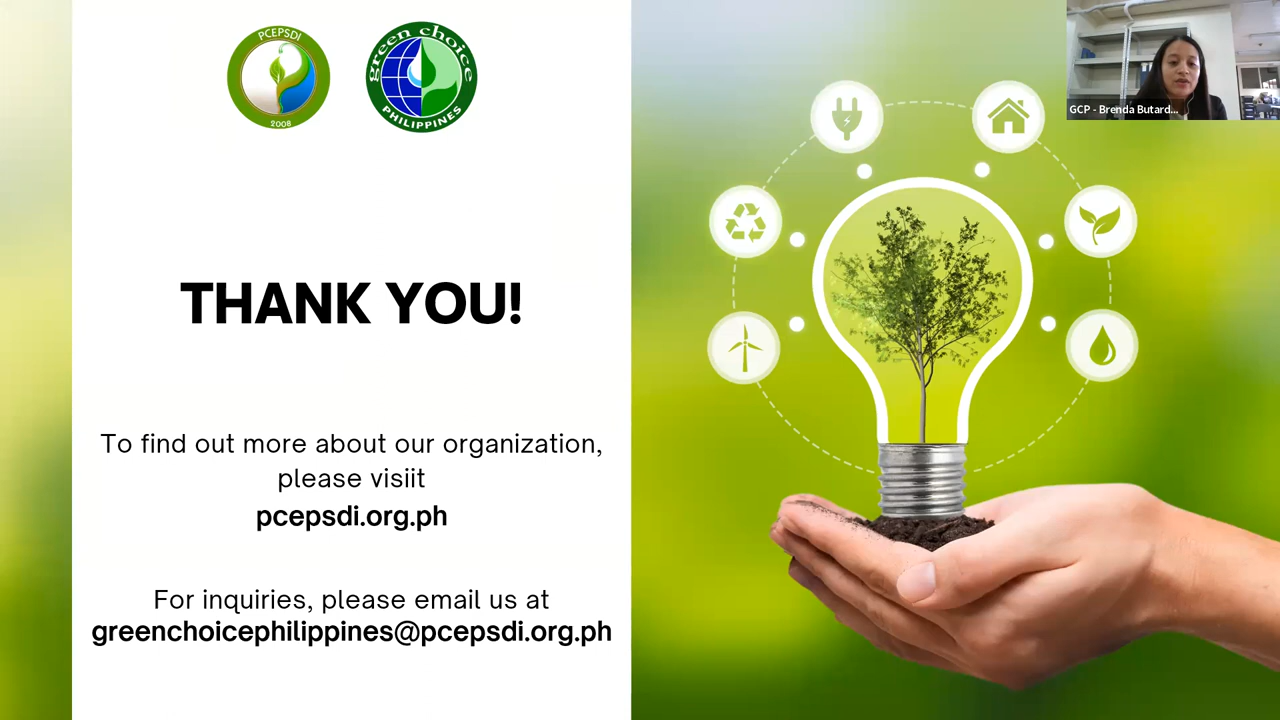 PCEPSDI
2008
green choice
PHILIPPINES
GCP - Brenda Butard...
THANK YOU!
To find out more about our organization,
please visiit
pcepsdi.org.ph
For inquiries, please email us at
greenchoicephilippines@pcepsdi.org.ph